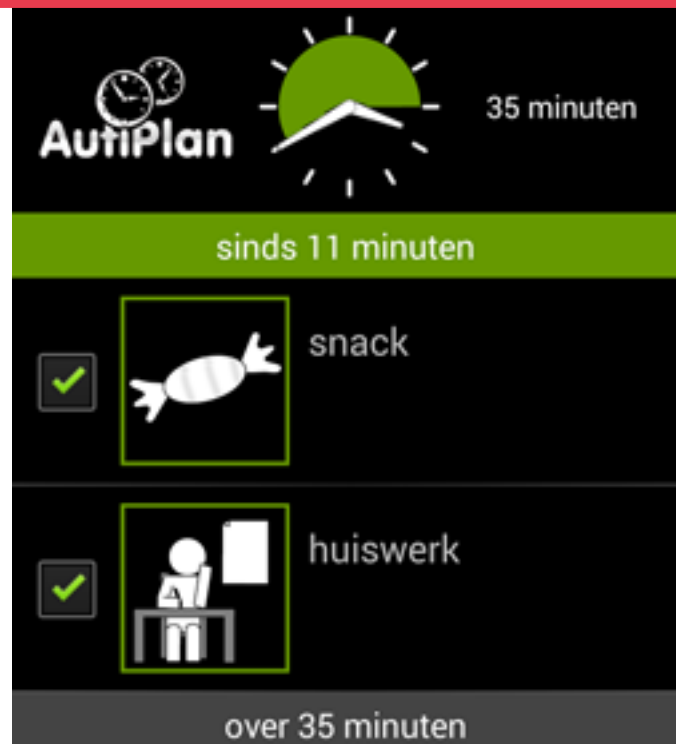 AutiPlan
35 minuten
sinds 11 minuten
snack
huiswerk
over 35 minuten